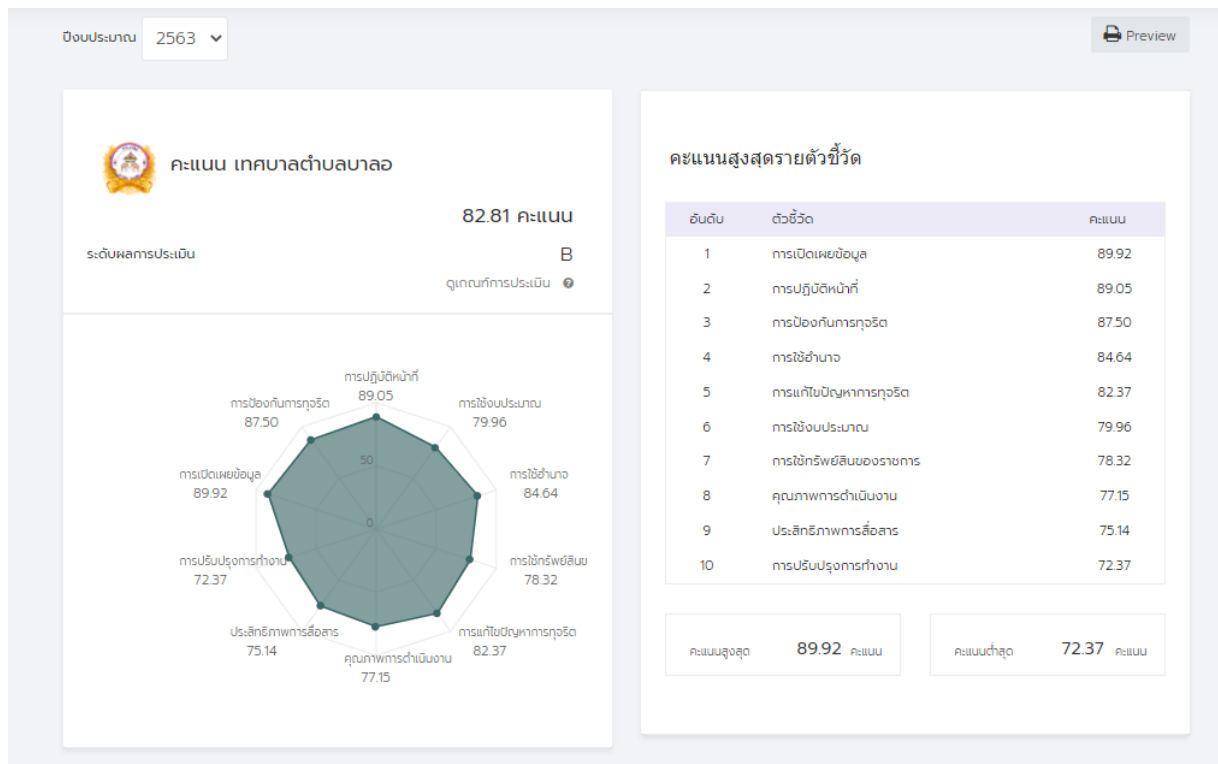 ปีงบประมาณ 2563
Preview
คะแนน เทศบาลตำบลบาลอ
82.81 คะแนน
ระดับผลการประเมิน B
ดูเกณฑ์การประเมิน
การปฏิบัติหน้าที่
89.05
การป้องกันการทุจริต
87.50
การใช้งบประมาณ
79.96
50
การเปิดเผยข้อมูล
89.92
การใช้อำนาจ
84.64
0
การปรับปรุงการทำงาน
72.37
การใช้ทรัพย์สินข
78.32
ประสิทธิภาพการสื่อสาร
75.14
การแก้ไขปัญหาการทุจริต
82.37
คุณภาพการดำเนินงาน
77.15
คะแนนสูงสุดรายตัวชี้วัด
อันดับ ตัวชี้วัด คะแนน
1 การเปิดเผยข้อมูล 89.92
2 การปฏิบัติหน้าที่ 89.05
3 การป้องกันการทุจริต 87.50
4 การใช้อำนาจ 84.64
5 การแก้ไขปัญหาการทุจริต 82.37
6 การใช้งบประมาณ 79.96
7 การใช้ทรัพย์สินของราชการ 78.32
8 คุณภาพการดำเนินงาน 77.15
9 ประสิทธิภาพการสื่อสาร 75.14
10 การปรับปรุงการทำงาน 72.37
คะแนนสูงสุด 89.92 คะแนน
คะแนนต่ำสุด 72.37 คะแนน